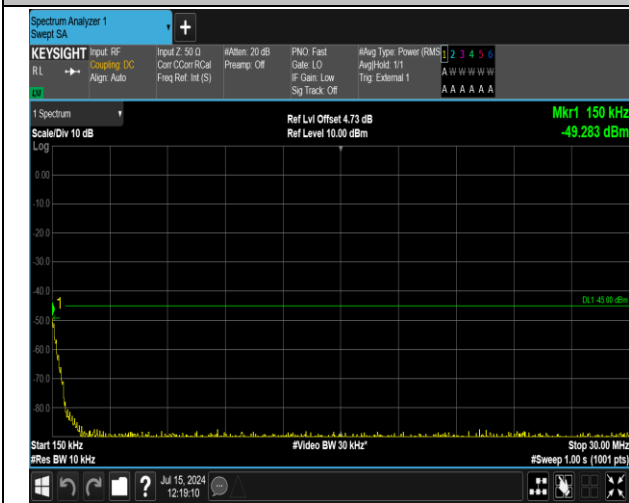 Spectrum Analyzer 1
Swept SA
+
KEYSIGHT
RL
LXI
Input: RF
Coupling: DC
Align: Auto
Input Z: 50 Ω
Corr CCorr RCal
Freq Ref: Int (S)
#Atten: 20 dB
Preamp: Off
PNO: Fast
Gate: LO
IF Gain: Low
Sig Track: Off
#Avg Type: Power (RMS
Avg|Hold: 1/1
Trig: External 1
1 2 3 4 5 6
A W W W W W
A A A A A A
1 Spectrum
Scale/Div 10 dB
Log
Ref Lvl Offset 4.73 dB
Ref Level 10.00 dBm
Mkr1 150 kHz
-49.283 dBm
0.00
-10.0
-20.0
-30.0
-40.0
-50.0
-60.0
-70.0
-80.0
1
DL1 -45.00 dBm
Start 150 kHz
#Res BW 10 kHz
#Video BW 30 kHz*
Stop 30.00 MHz
#Sweep 1.00 s (1001 pts)
?
Jul 15, 2024
12:19:10